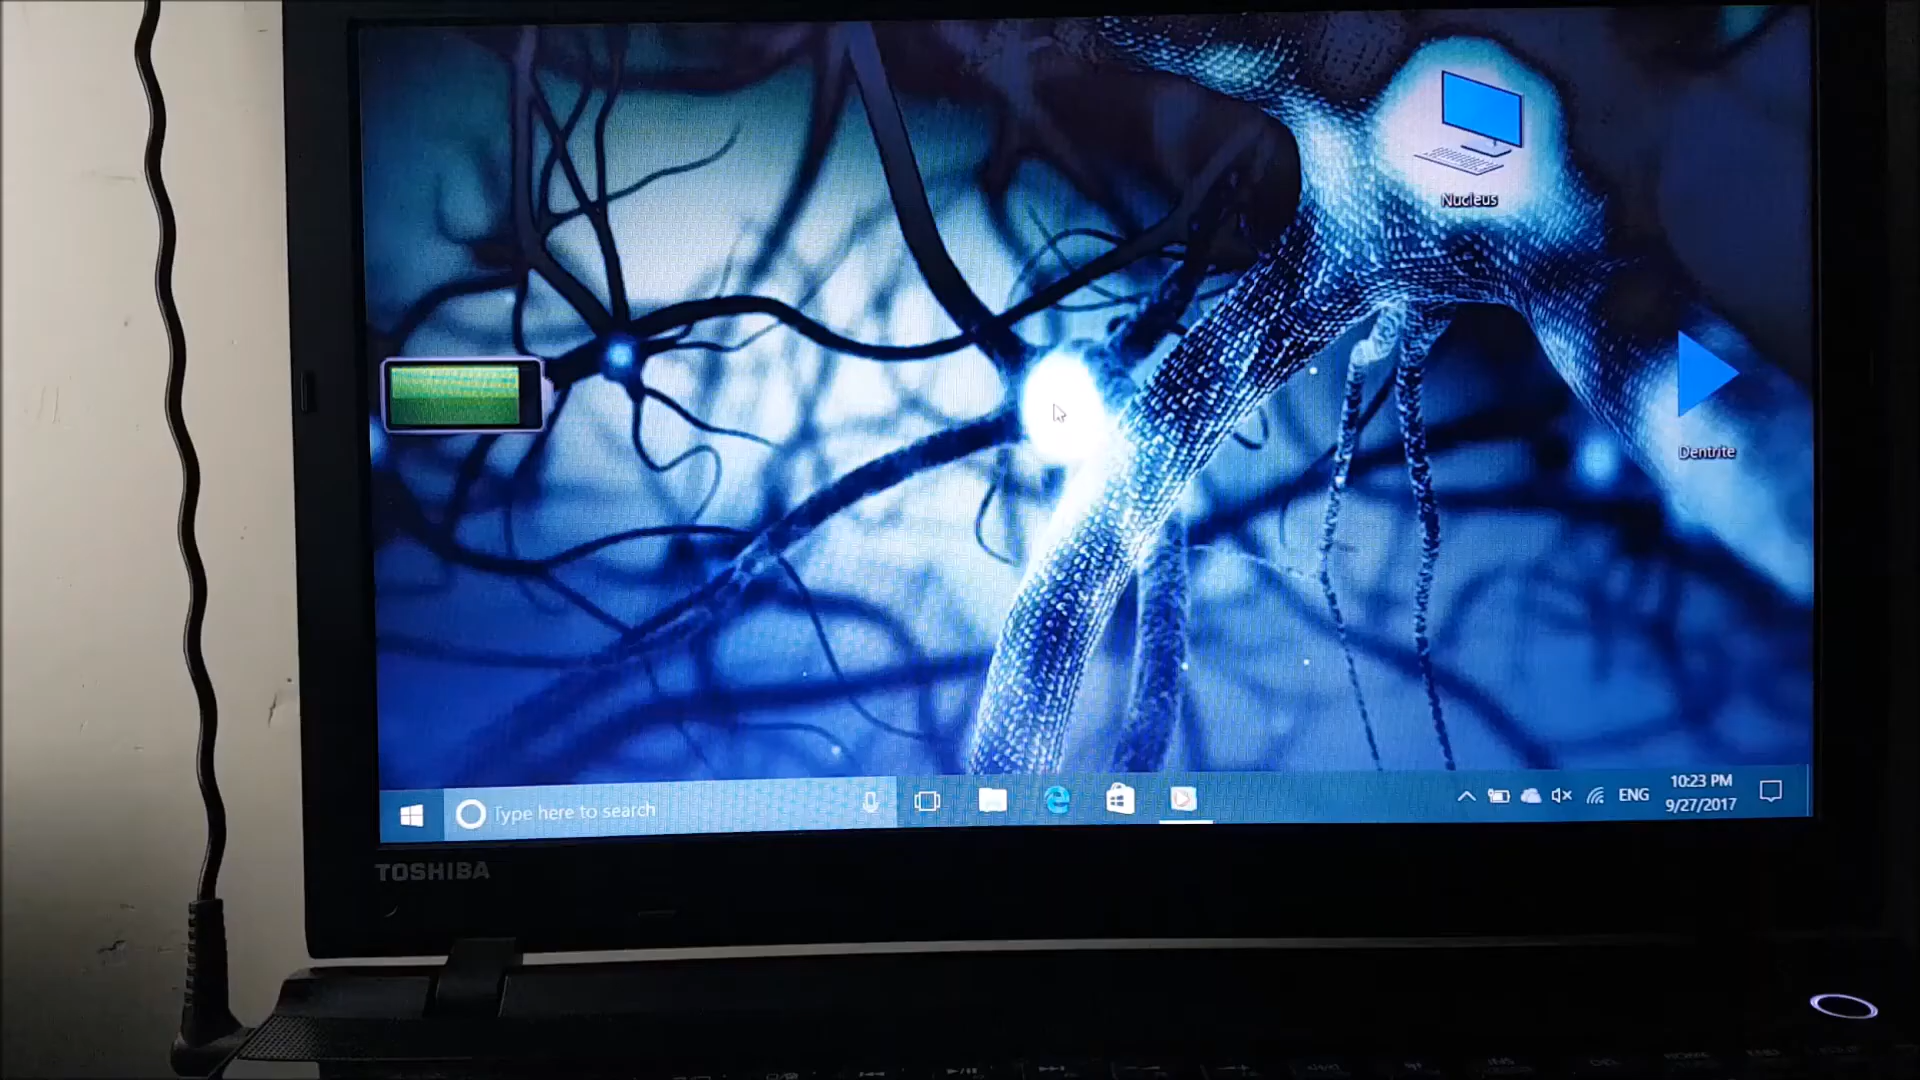 Nucleus
Dentrite
Type here to search
ENG
10:23 PM
9/27/2017
TOSHIBA